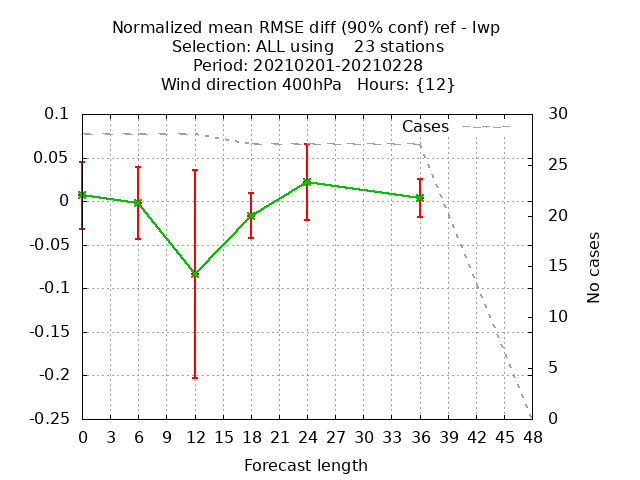 Normalized mean RMSE diff (90% conf) ref - lwp
Selection: ALL using    23 stations
Period: 20210201-20210228
Wind direction 400hPa   Hours: {12}
0.1
0.05
0
-0.05
-0.1
-0.15
-0.2
-0.25
Cases
30
25
20
15
10
5
0
No cases
0 3 6 9 12 15 18 21 24 27 30 33 36 39 42 45 48
Forecast length